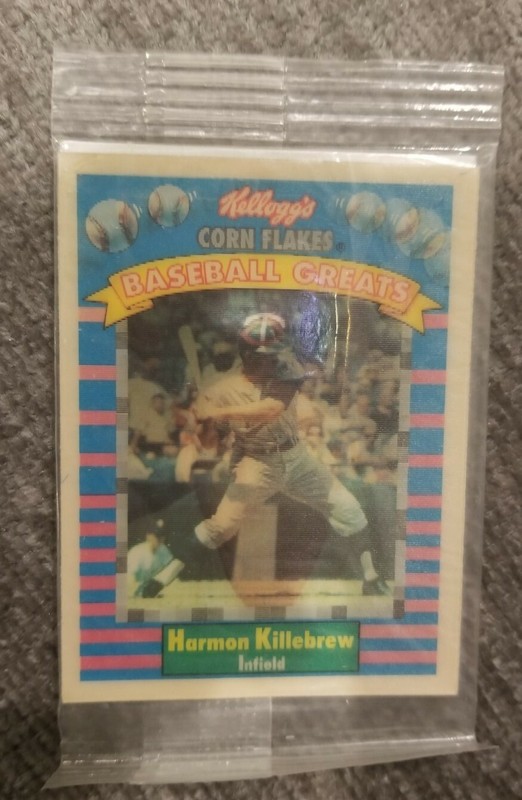 Kellogg's
CORN FLAKES®
BASEBALL GREATS
Harmon Killebrew
Infield